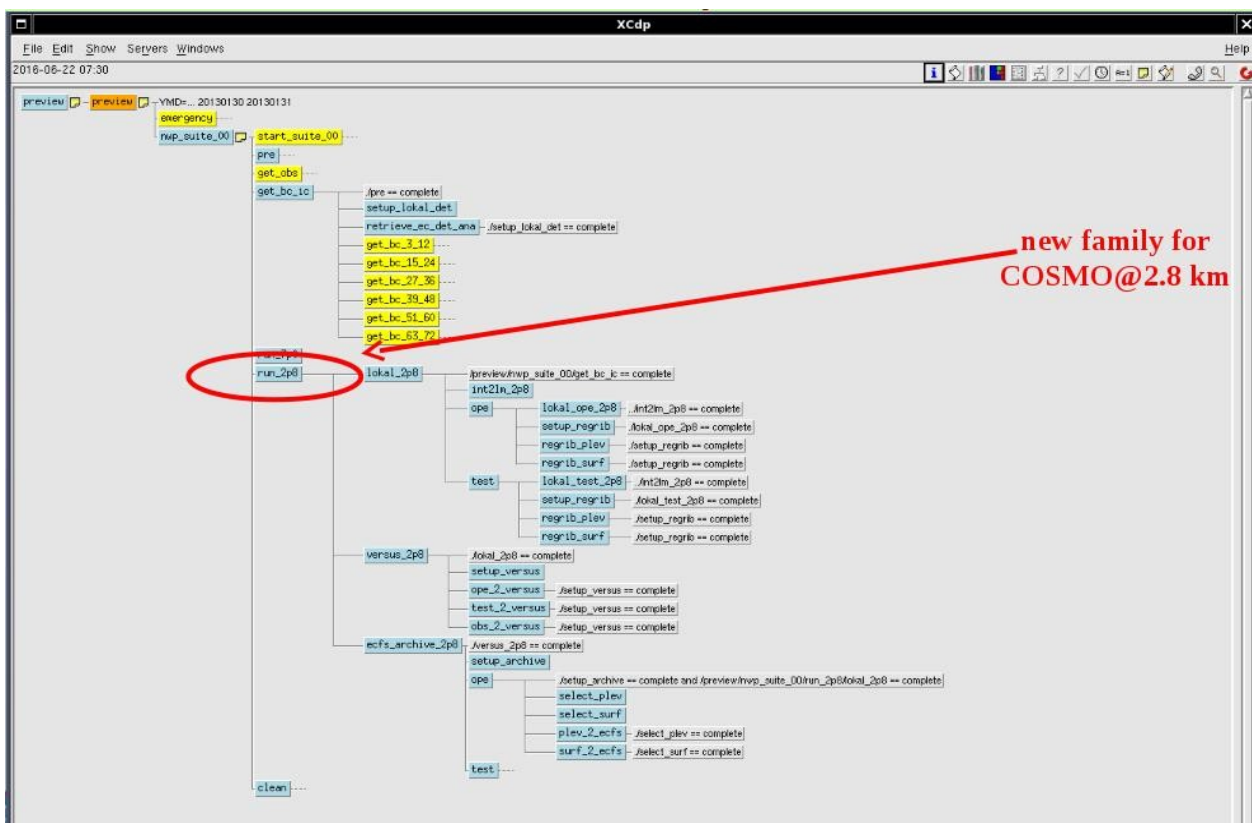 XCdp
File Edit Show Servers Windows Help
2016-06-22 07:30
preview preview YMD=... 20130130 20130131
emergency
nwp_suite_00 start_suite_00
pre
get_obs
get_bc_ic ./pre == complete
setup_lokal_det
retrieve_ec_det_ana ./setup_lokal_det == complete
get_bc_3_12
get_bc_15_24
new family for
get_bc_27_36
COSMO@2.8 km
get_bc_39_48
get_bc_51_60
get_bc_63_72
run_7p0
run_2p8 lokal_2p8 /preview/nwp_suite_00/get_bc_ic == complete
int2lm_2p8
ope lokal_ope_2p8 ../int2lm_2p8 == complete
setup_regrib ./lokal_ope_2p8 == complete
regrib_plev ./setup_regrib == complete
regrib_surf ./setup_regrib == complete
test lokal_test_2p8 ../int2lm_2p8 == complete
setup_regrib ./lokal_test_2p8 == complete
regrib_plev ./setup_regrib == complete
regrib_surf ./setup_regrib == complete
versus_2p8 ./lokal_2p8 == complete
setup_versus
ope_2_versus ./setup_versus == complete
test_2_versus ./setup_versus == complete
obs_2_versus ./setup_versus == complete
ecfs_archive_2p8 ./versus_2p8 == complete
setup_archive
ope ./setup_archive == complete and /preview/nwp_suite_00/run_2p8/lokal_2p8 == complete
select_plev
select_surf
plev_2_ecfs ./select_plev == complete
surf_2_ecfs ./select_surf == complete
test
clean